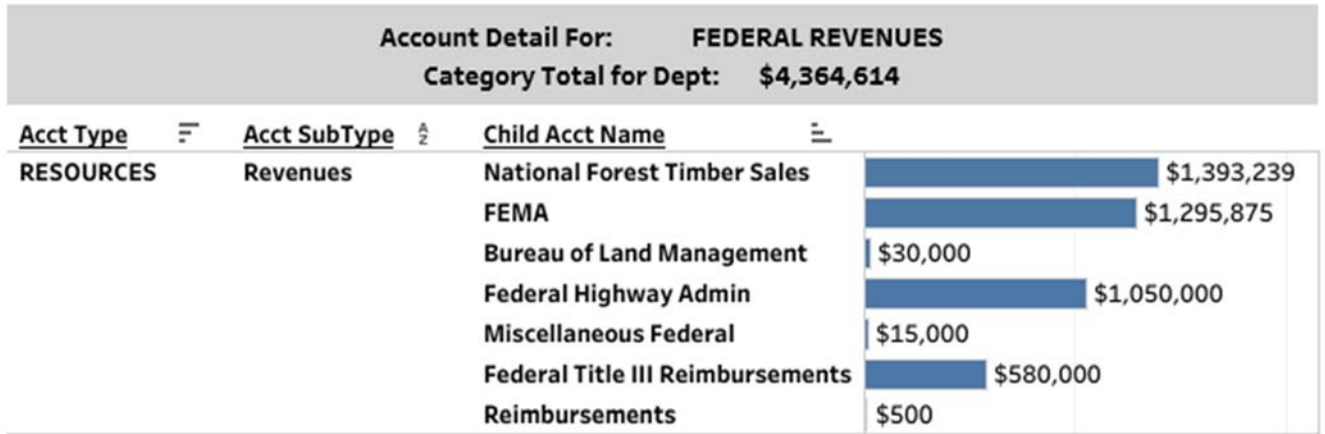 Account Detail For: FEDERAL REVENUES
Category Total for Dept: $4,364,614
Acct Type Acct SubType A Z Child Acct Name
RESOURCES Revenues National Forest Timber Sales $1,393,239
FEMA $1,295,875
Bureau of Land Management $30,000
Federal Highway Admin $1,050,000
Miscellaneous Federal $15,000
Federal Title III Reimbursements $580,000
Reimbursements $500